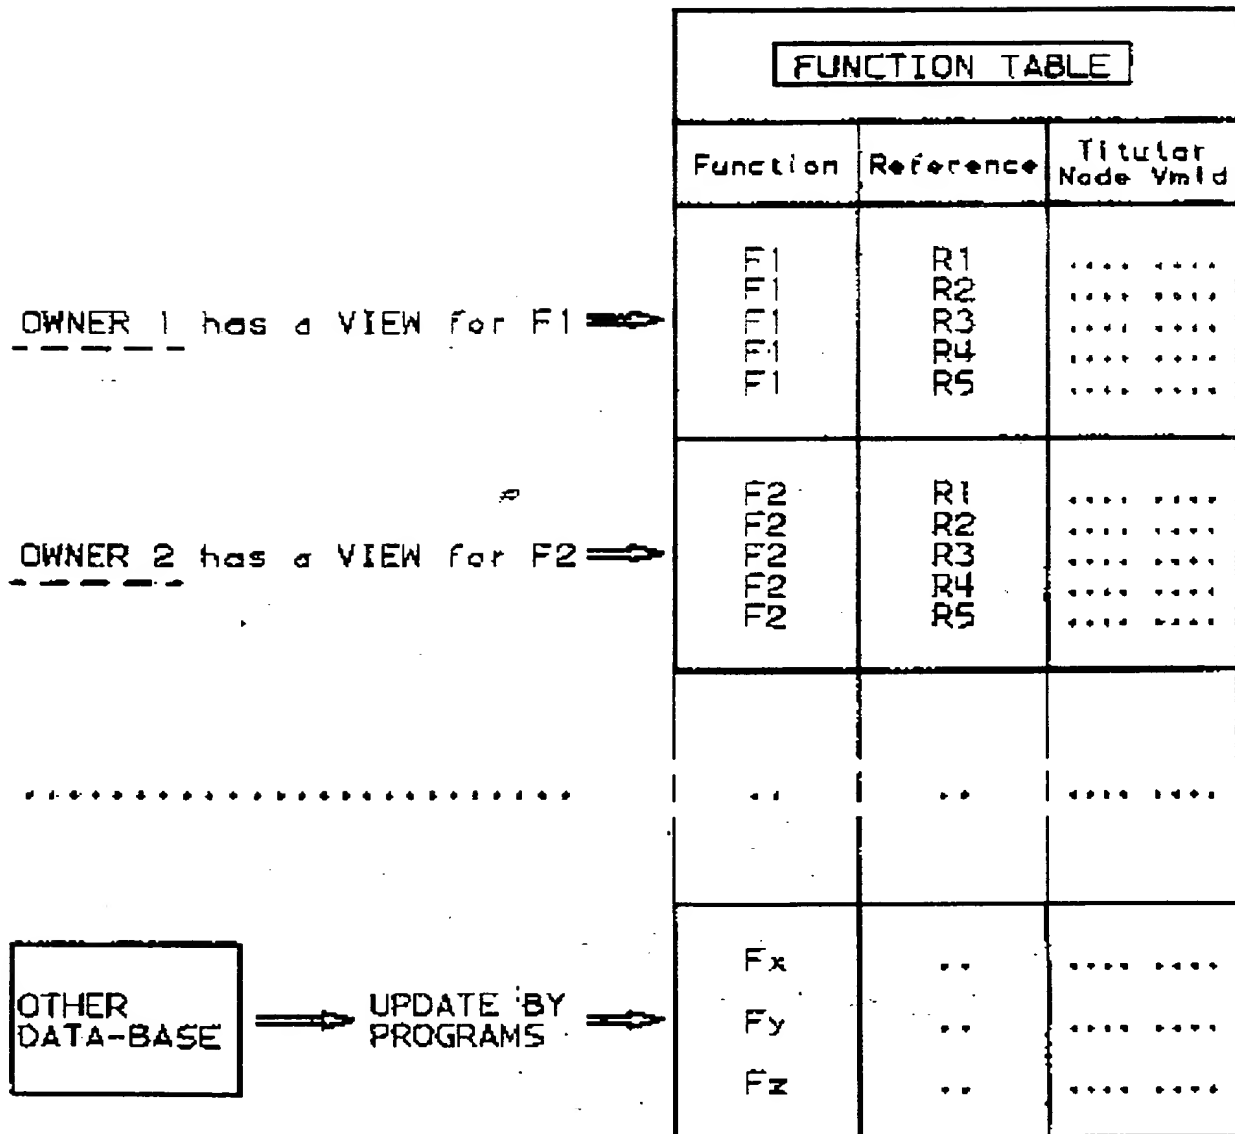 FUNCTION TABLE
Function Reference Titular Node VmId
F1 R1 .... ....
F1 R2 .... ....
OWNER 1 has a VIEW for F1 F1 R3 .... ....
F1 R4 .... ....
F1 R5 .... ....
F2 R1 .... ....
F2 R2 .... ....
OWNER 2 has a VIEW for F2 F2 R3 .... ....
F2 R4 .... ....
F2 R5 .... ....
........................ .. .. .... ....
Fx .. .... ....
OTHER DATA-BASE UPDATE BY PROGRAMS Fy .. .... ....
Fz .. .... ....